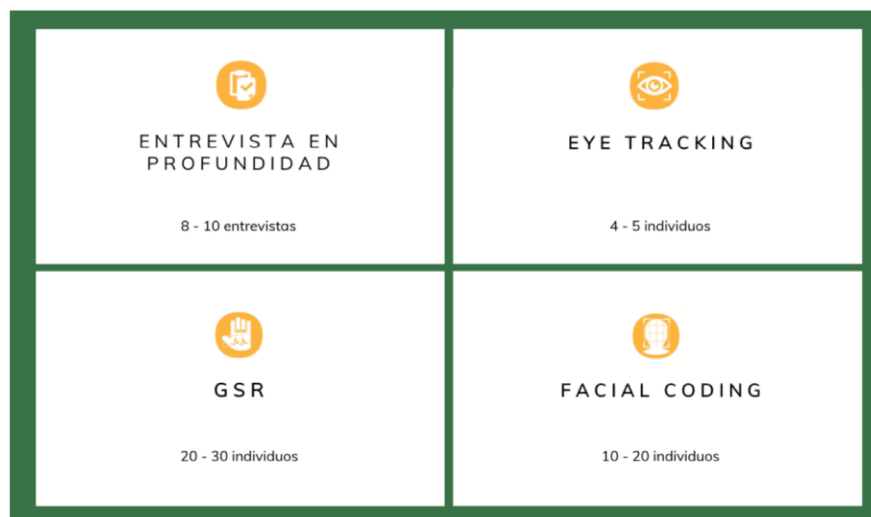 ENTREVISTA EN
PROFUNDIDAD
8 - 10 entrevistas
EYE TRACKING
4 - 5 individuos
GSR
20 - 30 individuos
FACIAL CODING
10 - 20 individuos